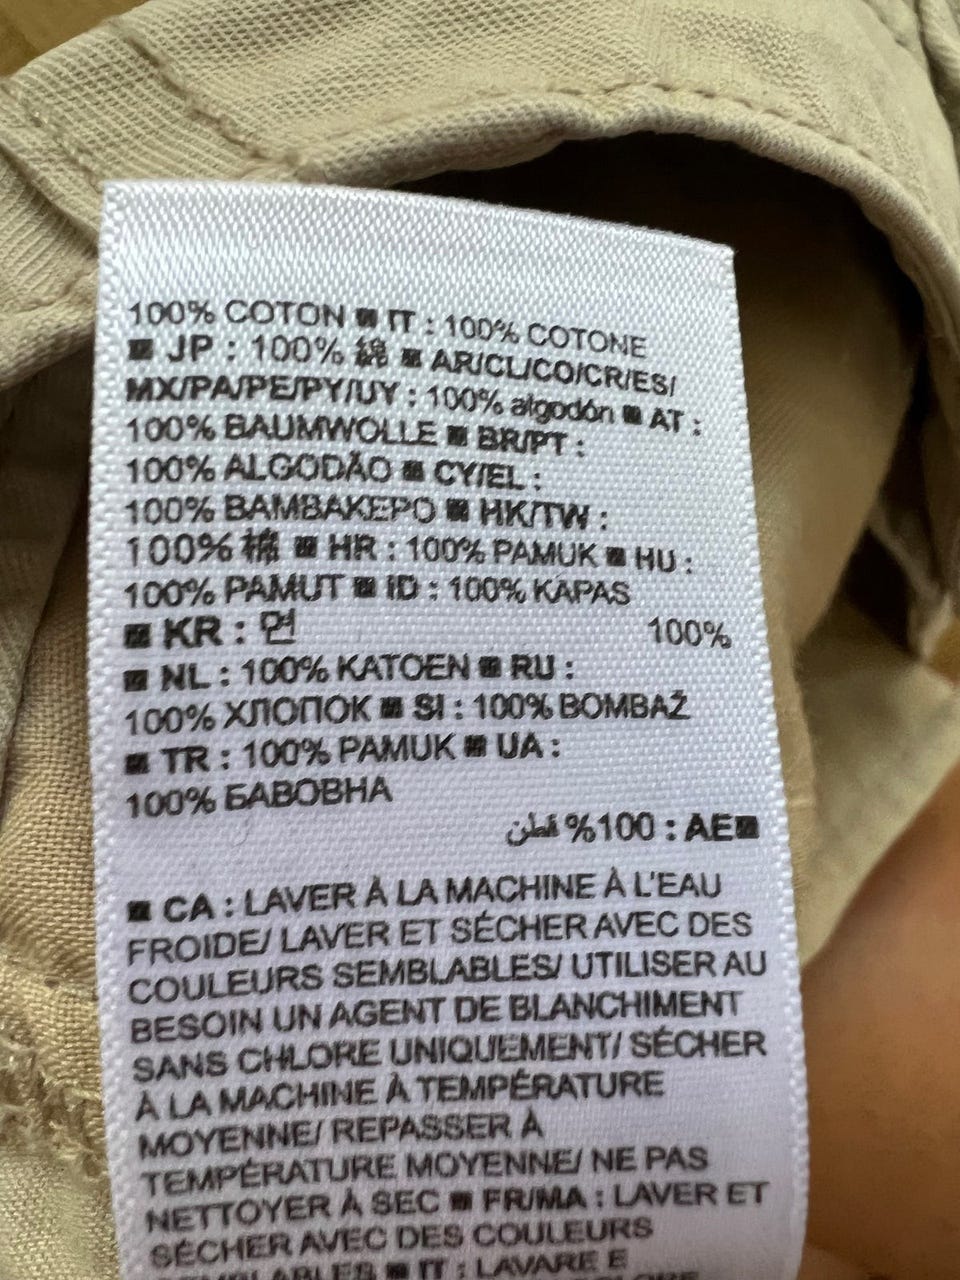 100% COTON ■ IT : 100% COTONE
■ JP : 100% 綿 ■ AR/CL/CO/CR/ES/
MX/PA/PE/PY/UY : 100% algodón ■ AT :
100% BAUMWOLLE ■ BR/PT :
100% ALGODÃO ■ CY/EL :
100% ΒΑΜΒΑΚΕΡΟ ■ HK/TW :
100% 棉 ■ HR : 100% PAMUK ■ HU :
100% PAMUT ■ ID : 100% KAPAS
■ KR : 면 100%
■ NL : 100% KATOEN ■ RU :
100% ХЛОПОК ■ SI : 100% BOMBAŽ
■ TR : 100% PAMUK ■ UA :
100% БАВОВНА
■AE : 100% قطن
■ CA : LAVER À LA MACHINE À L'EAU
FROIDE/ LAVER ET SÉCHER AVEC DES
COULEURS SEMBLABLES/ UTILISER AU
BESOIN UN AGENT DE BLANCHIMENT
SANS CHLORE UNIQUEMENT/ SÉCHER
À LA MACHINE À TEMPÉRATURE
MOYENNE/ REPASSER À
TEMPÉRATURE MOYENNE/ NE PAS
NETTOYER À SEC ■ FR/MA : LAVER ET
SÉCHER AVEC DES COULEURS
SEMBLABLES ■ IT : LAVARE E